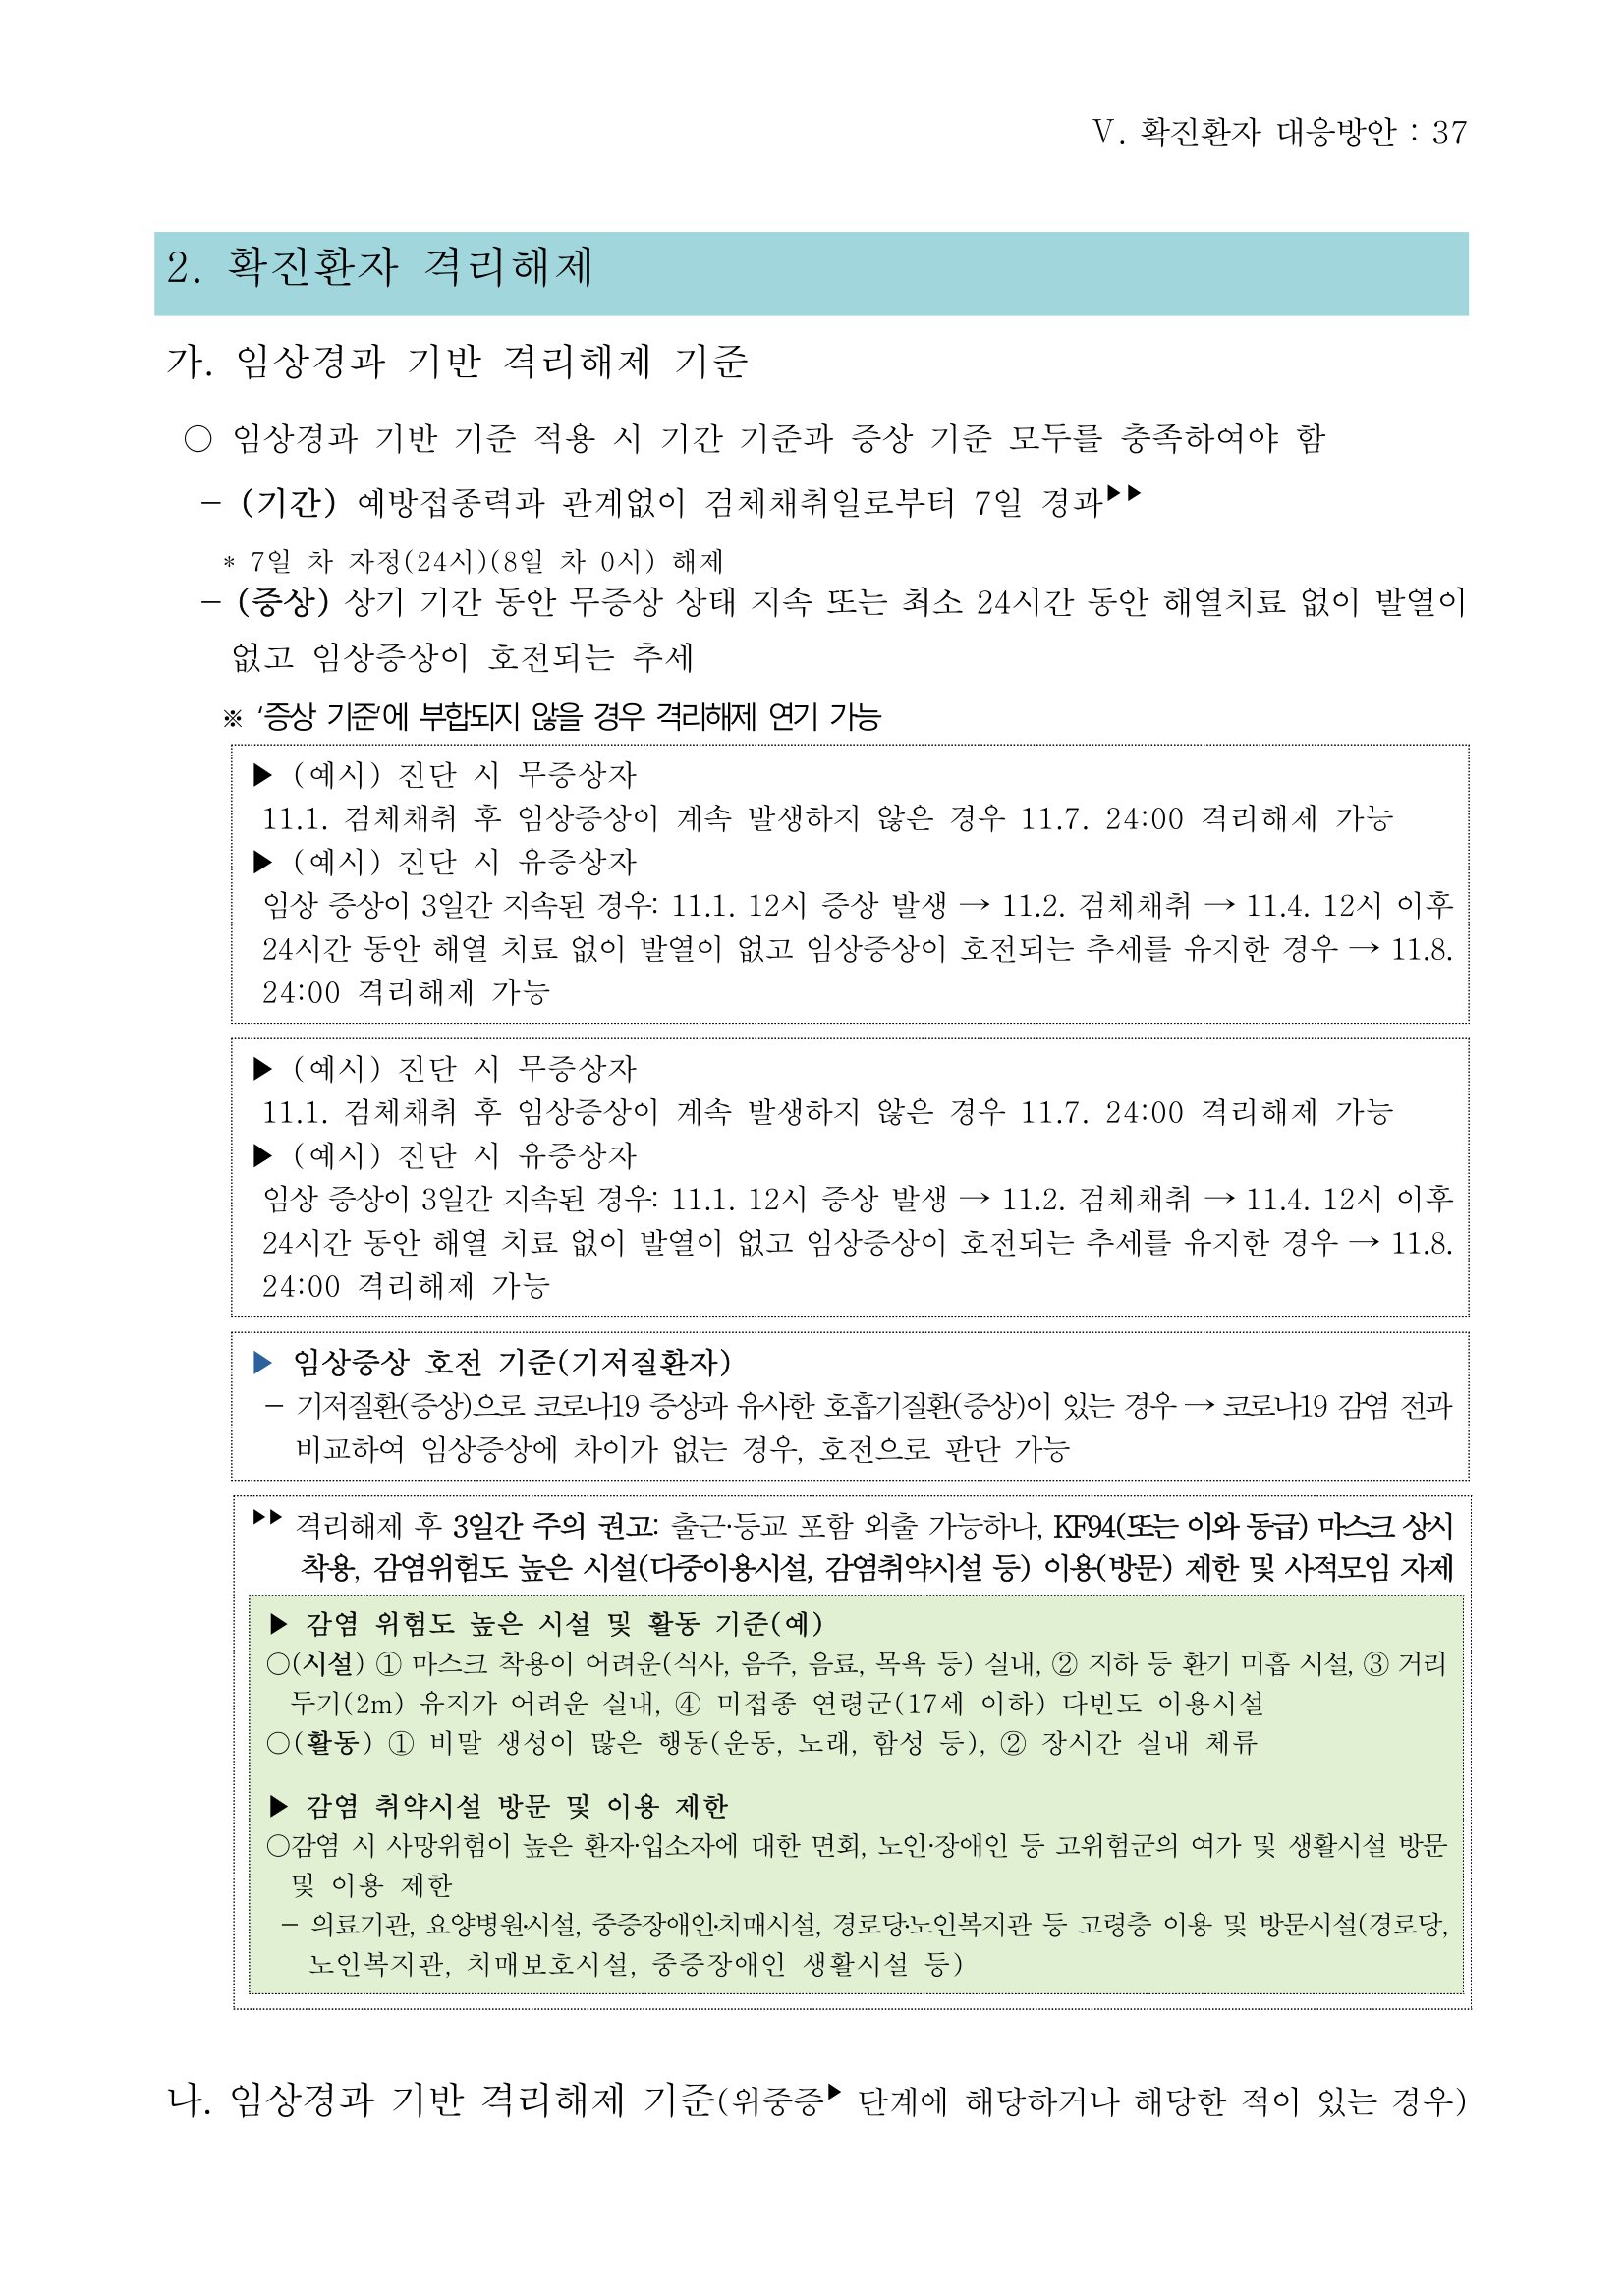 Ⅴ. 확진환자 대응방안 : 37
2. 확진환자 격리해제
가. 임상경과 기반 격리해제 기준
○ 임상경과 기반 기준 적용 시 기간 기준과 증상 기준 모두를 충족하여야 함
- (기간) 예방접종력과 관계없이 검체채취일로부터 7일 경과▶▶
* 7일 차 자정(24시)(8일 차 0시) 해제
- (증상) 상기 기간 동안 무증상 상태 지속 또는 최소 24시간 동안 해열치료 없이 발열이
없고 임상증상이 호전되는 추세
※ ‘증상 기준’에 부합되지 않을 경우 격리해제 연기 가능
▶ (예시) 진단 시 무증상자
11.1. 검체채취 후 임상증상이 계속 발생하지 않은 경우 11.7. 24:00 격리해제 가능
▶ (예시) 진단 시 유증상자
임상 증상이 3일간 지속된 경우: 11.1. 12시 증상 발생 → 11.2. 검체채취 → 11.4. 12시 이후
24시간 동안 해열 치료 없이 발열이 없고 임상증상이 호전되는 추세를 유지한 경우 → 11.8.
24:00 격리해제 가능
▶ (예시) 진단 시 무증상자
11.1. 검체채취 후 임상증상이 계속 발생하지 않은 경우 11.7. 24:00 격리해제 가능
▶ (예시) 진단 시 유증상자
임상 증상이 3일간 지속된 경우: 11.1. 12시 증상 발생 → 11.2. 검체채취 → 11.4. 12시 이후
24시간 동안 해열 치료 없이 발열이 없고 임상증상이 호전되는 추세를 유지한 경우 → 11.8.
24:00 격리해제 가능
▶ 임상증상 호전 기준(기저질환자)
- 기저질환(증상)으로 코로나19 증상과 유사한 호흡기질환(증상)이 있는 경우 → 코로나19 감염 전과
비교하여 임상증상에 차이가 없는 경우, 호전으로 판단 가능
▶▶ 격리해제 후 3일간 주의 권고: 출근·등교 포함 외출 가능하나, KF94(또는 이와 동급) 마스크 상시
착용, 감염위험도 높은 시설(다중이용시설, 감염취약시설 등) 이용(방문) 제한 및 사적모임 자제
▶ 감염 위험도 높은 시설 및 활동 기준(예)
○(시설) ① 마스크 착용이 어려운(식사, 음주, 음료, 목욕 등) 실내, ② 지하 등 환기 미흡 시설, ③ 거리
두기(2m) 유지가 어려운 실내, ④ 미접종 연령군(17세 이하) 다빈도 이용시설
○(활동) ① 비말 생성이 많은 행동(운동, 노래, 함성 등), ② 장시간 실내 체류
▶ 감염 취약시설 방문 및 이용 제한
○감염 시 사망위험이 높은 환자·입소자에 대한 면회, 노인·장애인 등 고위험군의 여가 및 생활시설 방문
및 이용 제한
- 의료기관, 요양병원·시설, 중증장애인·치매시설, 경로당·노인복지관 등 고령층 이용 및 방문시설(경로당,
노인복지관, 치매보호시설, 중증장애인 생활시설 등)
나. 임상경과 기반 격리해제 기준(위중증▶ 단계에 해당하거나 해당한 적이 있는 경우)